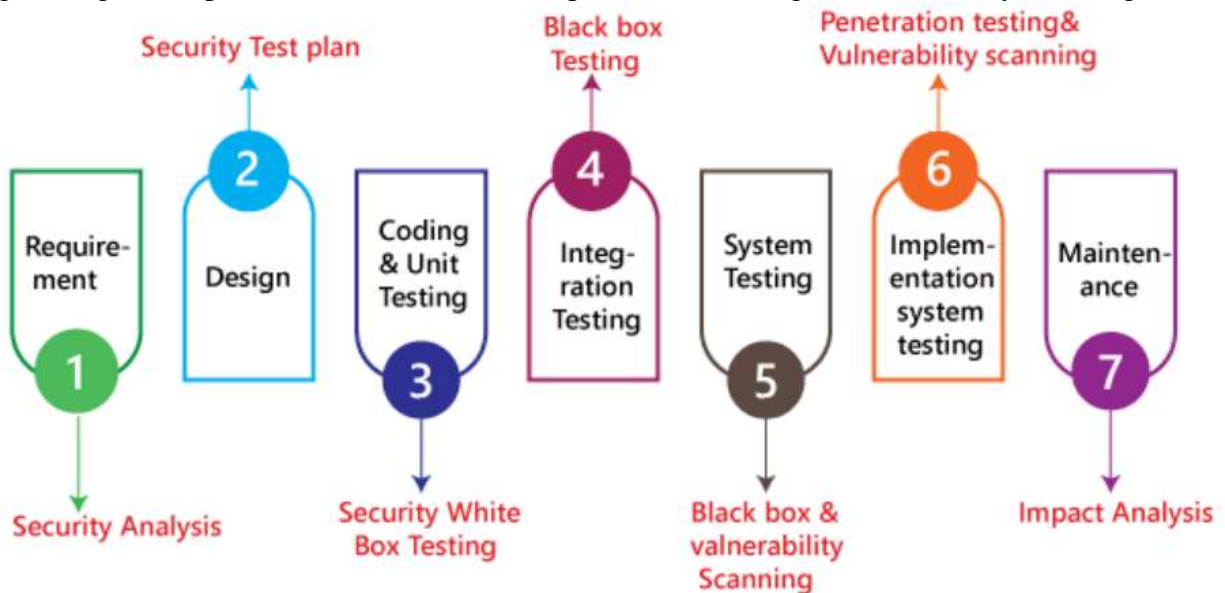 Security Test plan
Black box
Testing
Penetration testing&
Vulnerability scanning
2
4
6
Require-
ment
Design
Coding
& Unit
Testing
Integ-
ration
Testing
System
Testing
Implem-
entation
system
testing
Mainten-
ance
1
3
5
7
Security Analysis
Security White
Box Testing
Black box &
valnerability
Scanning
Impact Analysis